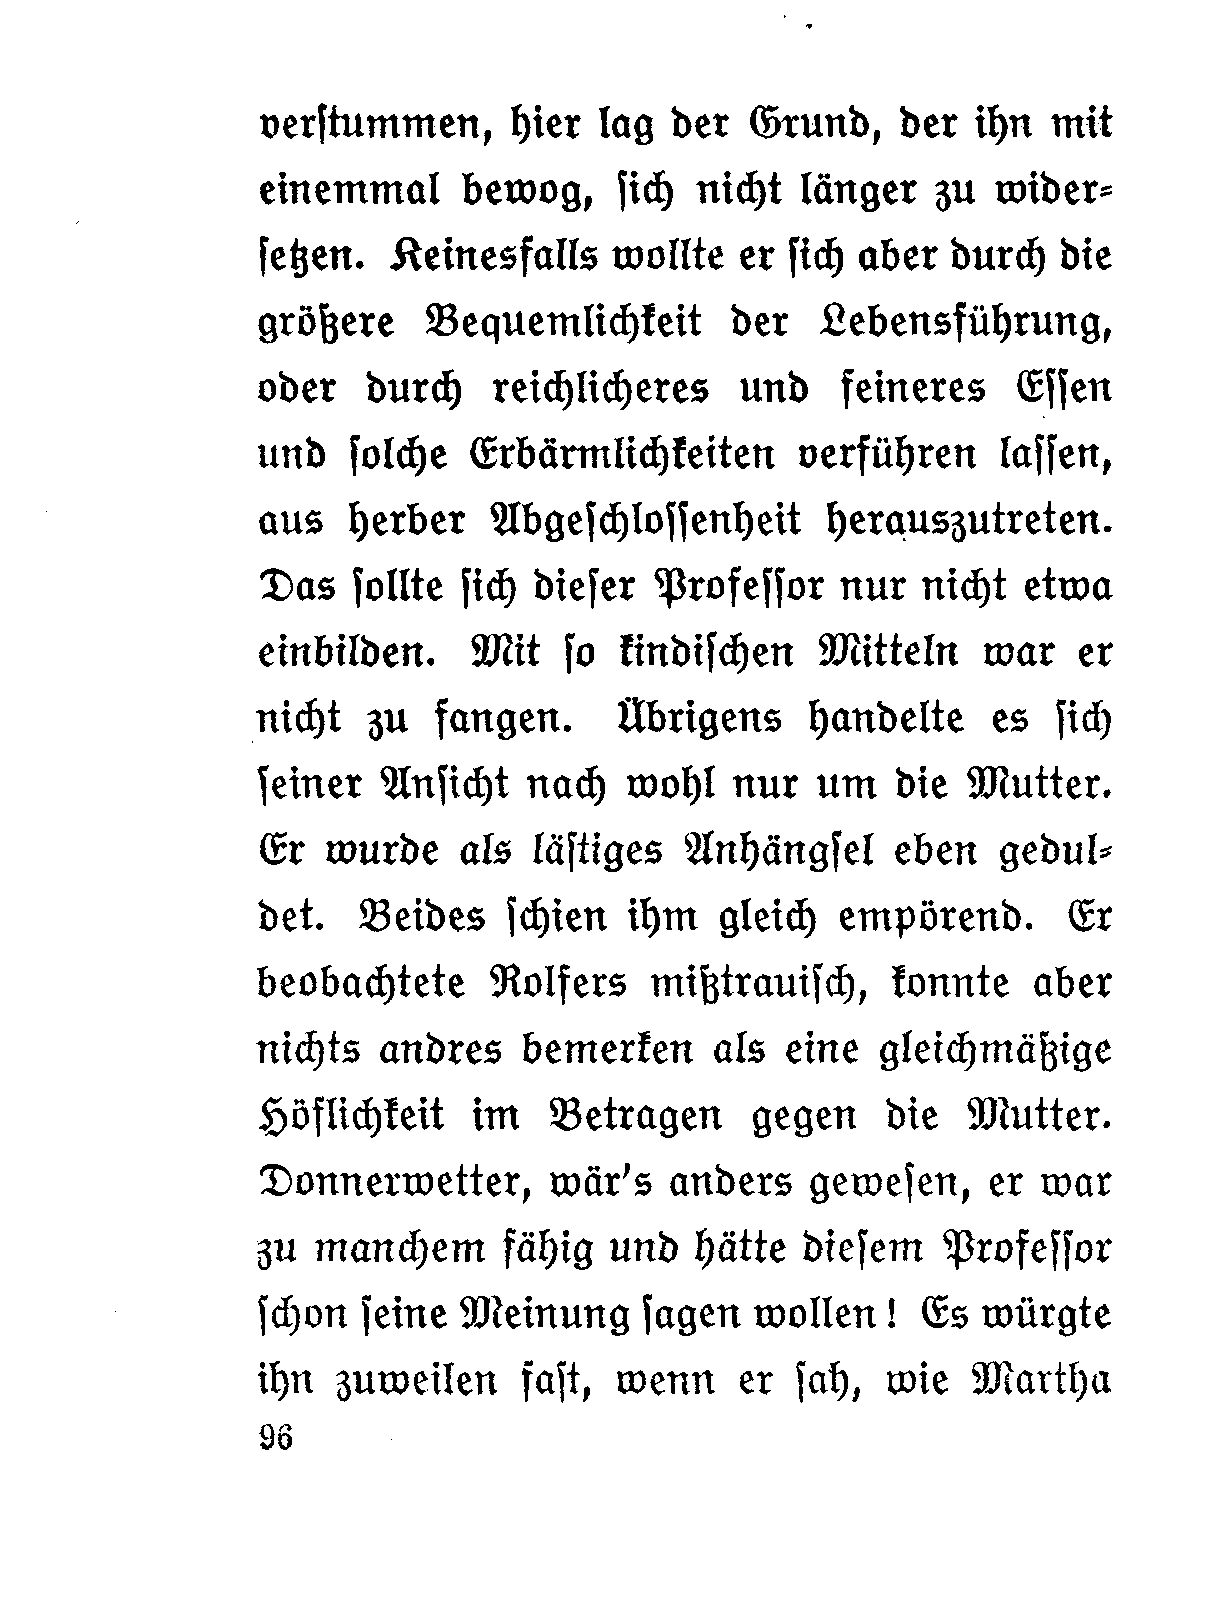 verſtummen, hier lag der Grund, der ihn mit
einemmal bewog, ſich nicht länger zu wider⸗
ſetzen. Keinesfalls wollte er ſich aber durch die
größere Bequemlichkeit der Lebensführung,
oder durch reichlicheres und feineres Eſſen
und ſolche Erbärmlichkeiten verführen laſſen,
aus herber Abgeſchloſſenheit herauszutreten.
Das ſollte ſich dieſer Profeſſor nur nicht etwa
einbilden. Mit ſo kindiſchen Mitteln war er
nicht zu fangen. Übrigens handelte es ſich
ſeiner Anſicht nach wohl nur um die Mutter.
Er wurde als läſtiges Anhängſel eben gedul⸗
det. Beides ſchien ihm gleich empörend. Er
beobachtete Rolfers mißtrauiſch, konnte aber
nichts andres bemerken als eine gleichmäßige
Höflichkeit im Betragen gegen die Mutter.
Donnerwetter, wär's anders geweſen, er war
zu manchem fähig und hätte dieſem Profeſſor
ſchon ſeine Meinung ſagen wollen! Es würgte
ihn zuweilen faſt, wenn er ſah, wie Martha
96